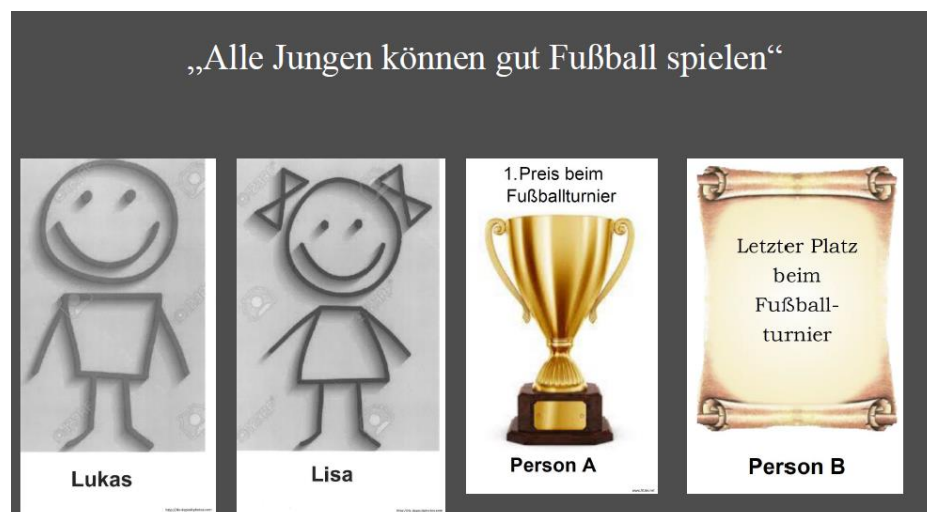 „Alle Jungen können gut Fußball spielen“
Lukas
Lisa
1.Preis beim
Fußballturnier
Person A
Letzter Platz
beim
Fußball-
turnier
Person B